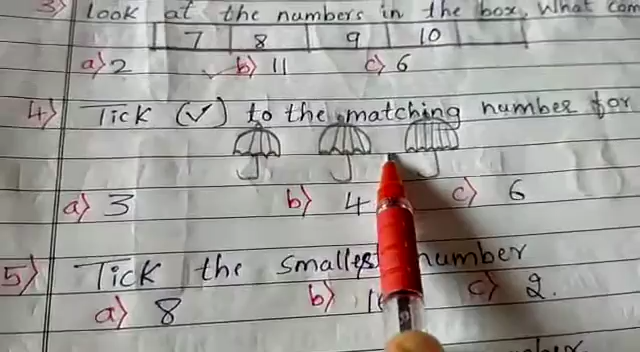 3) Look at the numbers in the box. What com
7 8 9 10
a) 2 ✓ b) 11 c) 6
4) Tick (✓) to the matching number for
a) 3 b) 4 c) 6
5) Tick the smallest number
a) 8 b) c) 2.